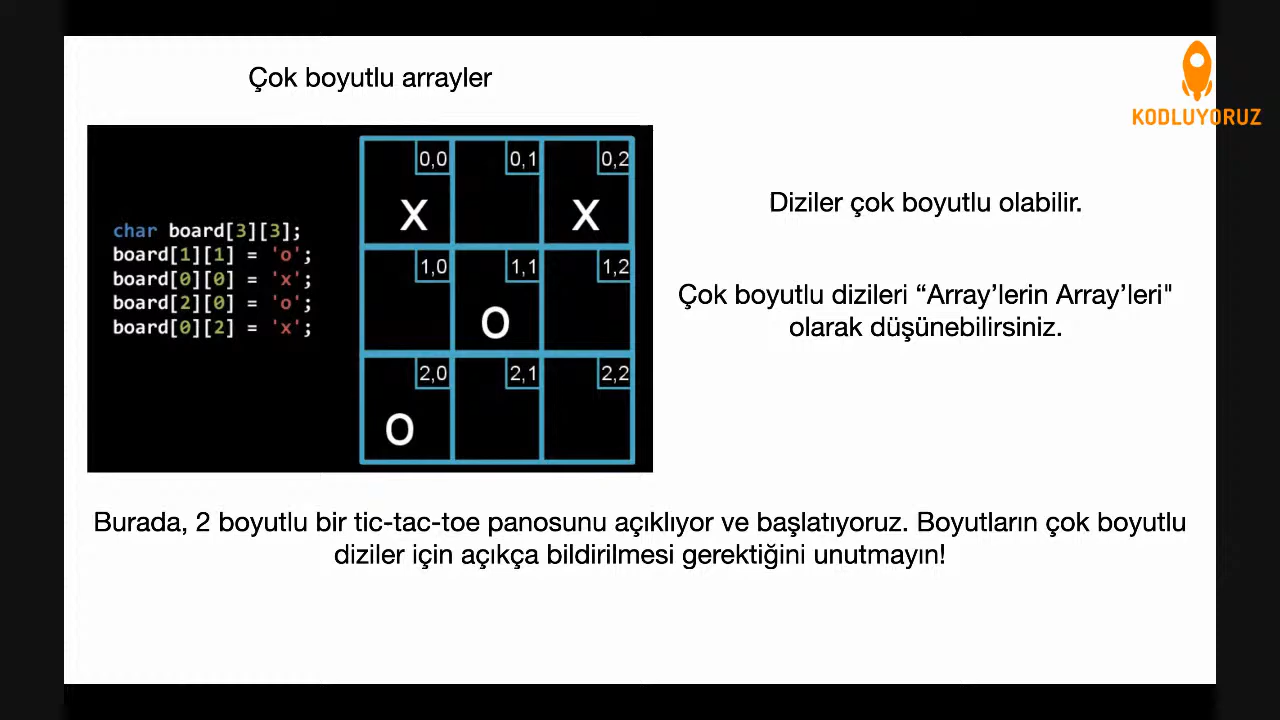 Çok boyutlu arrayler
KODLUYORUZ
char board[3][3];
board[1][1] = 'o';
board[0][0] = 'x';
board[2][0] = 'o';
board[0][2] = 'x';
0,0
0,1
0,2
X
X
1,0
1,1
1,2
O
2,0
2,1
2,2
O
Diziler çok boyutlu olabilir.
Çok boyutlu dizileri “Array’lerin Array’leri"
olarak düşünebilirsiniz.
Burada, 2 boyutlu bir tic-tac-toe panosunu açıklıyor ve başlatıyoruz. Boyutların çok boyutlu
diziler için açıkça bildirilmesi gerektiğini unutmayın!